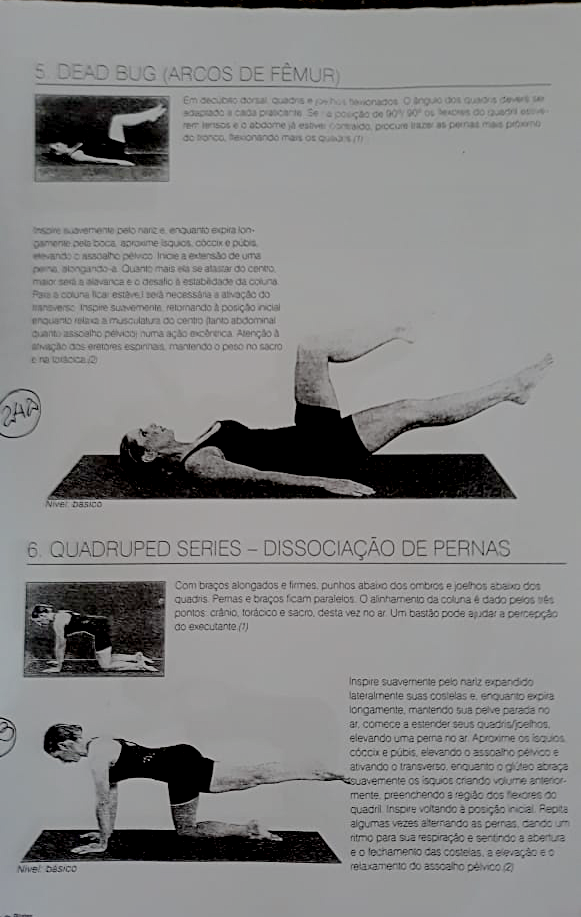 5. DEAD BUG (ARCOS DE FÊMUR)
Em decúbito dorsal, quadris e joelhos flexionados. O ângulo dos quadris deverá ser
adaptado a cada praticante. Se na posição de 90º/ 90º os flexores do quadril estive-
rem tensos e o abdome já estiver contraído, procure trazer as pernas mais próximo
do tronco, flexionando mais os quadris.(1)
Inspire suavemente pelo nariz e, enquanto expira lon-
gamente pela boca, aproxime ísquios, cóccix e púbis,
elevando o assoalho pélvico. Inicie a extensão de uma
perna, alongando-a. Quanto mais ela se afastar do centro,
maior será a alavanca e o desafio à estabilidade da coluna.
Para a coluna ficar estável será necessária a ativação do
transverso. Inspire suavemente, retornando à posição inicial
enquanto relaxa a musculatura do centro (tanto abdominal
quanto assoalho pélvico) numa ação excêntrica. Atenção à
ativação dos eretores espinhais, mantendo o peso no sacro
e na torácica.(2)
Nível: básico
6. QUADRUPED SERIES – DISSOCIAÇÃO DE PERNAS
Com braços alongados e firmes, punhos abaixo dos ombros e joelhos abaixo dos
quadris. Pernas e braços ficam paralelos. O alinhamento da coluna é dado pelos três
pontos: crânio, torácico e sacro, desta vez no ar. Um bastão pode ajudar a percepção
do executante.(1)
Inspire suavemente pelo nariz expandido
lateralmente suas costelas e, enquanto expira
longamente, mantendo sua pelve parada no
ar, comece a estender seus quadris/joelhos,
elevando uma perna no ar. Aproxime os ísquios,
cóccix e púbis, elevando o assoalho pélvico e
ativando o transverso, enquanto o glúteo abraça
suavemente os ísquios criando volume anterior-
mente, preenchendo a região dos flexores do
quadril. Inspire voltando à posição inicial. Repita
algumas vezes alternando as pernas, dando um
ritmo para sua respiração e sentindo a abertura
e o fechamento das costelas, a elevação e o
relaxamento do assoalho pélvico.(2)
Nível: básico